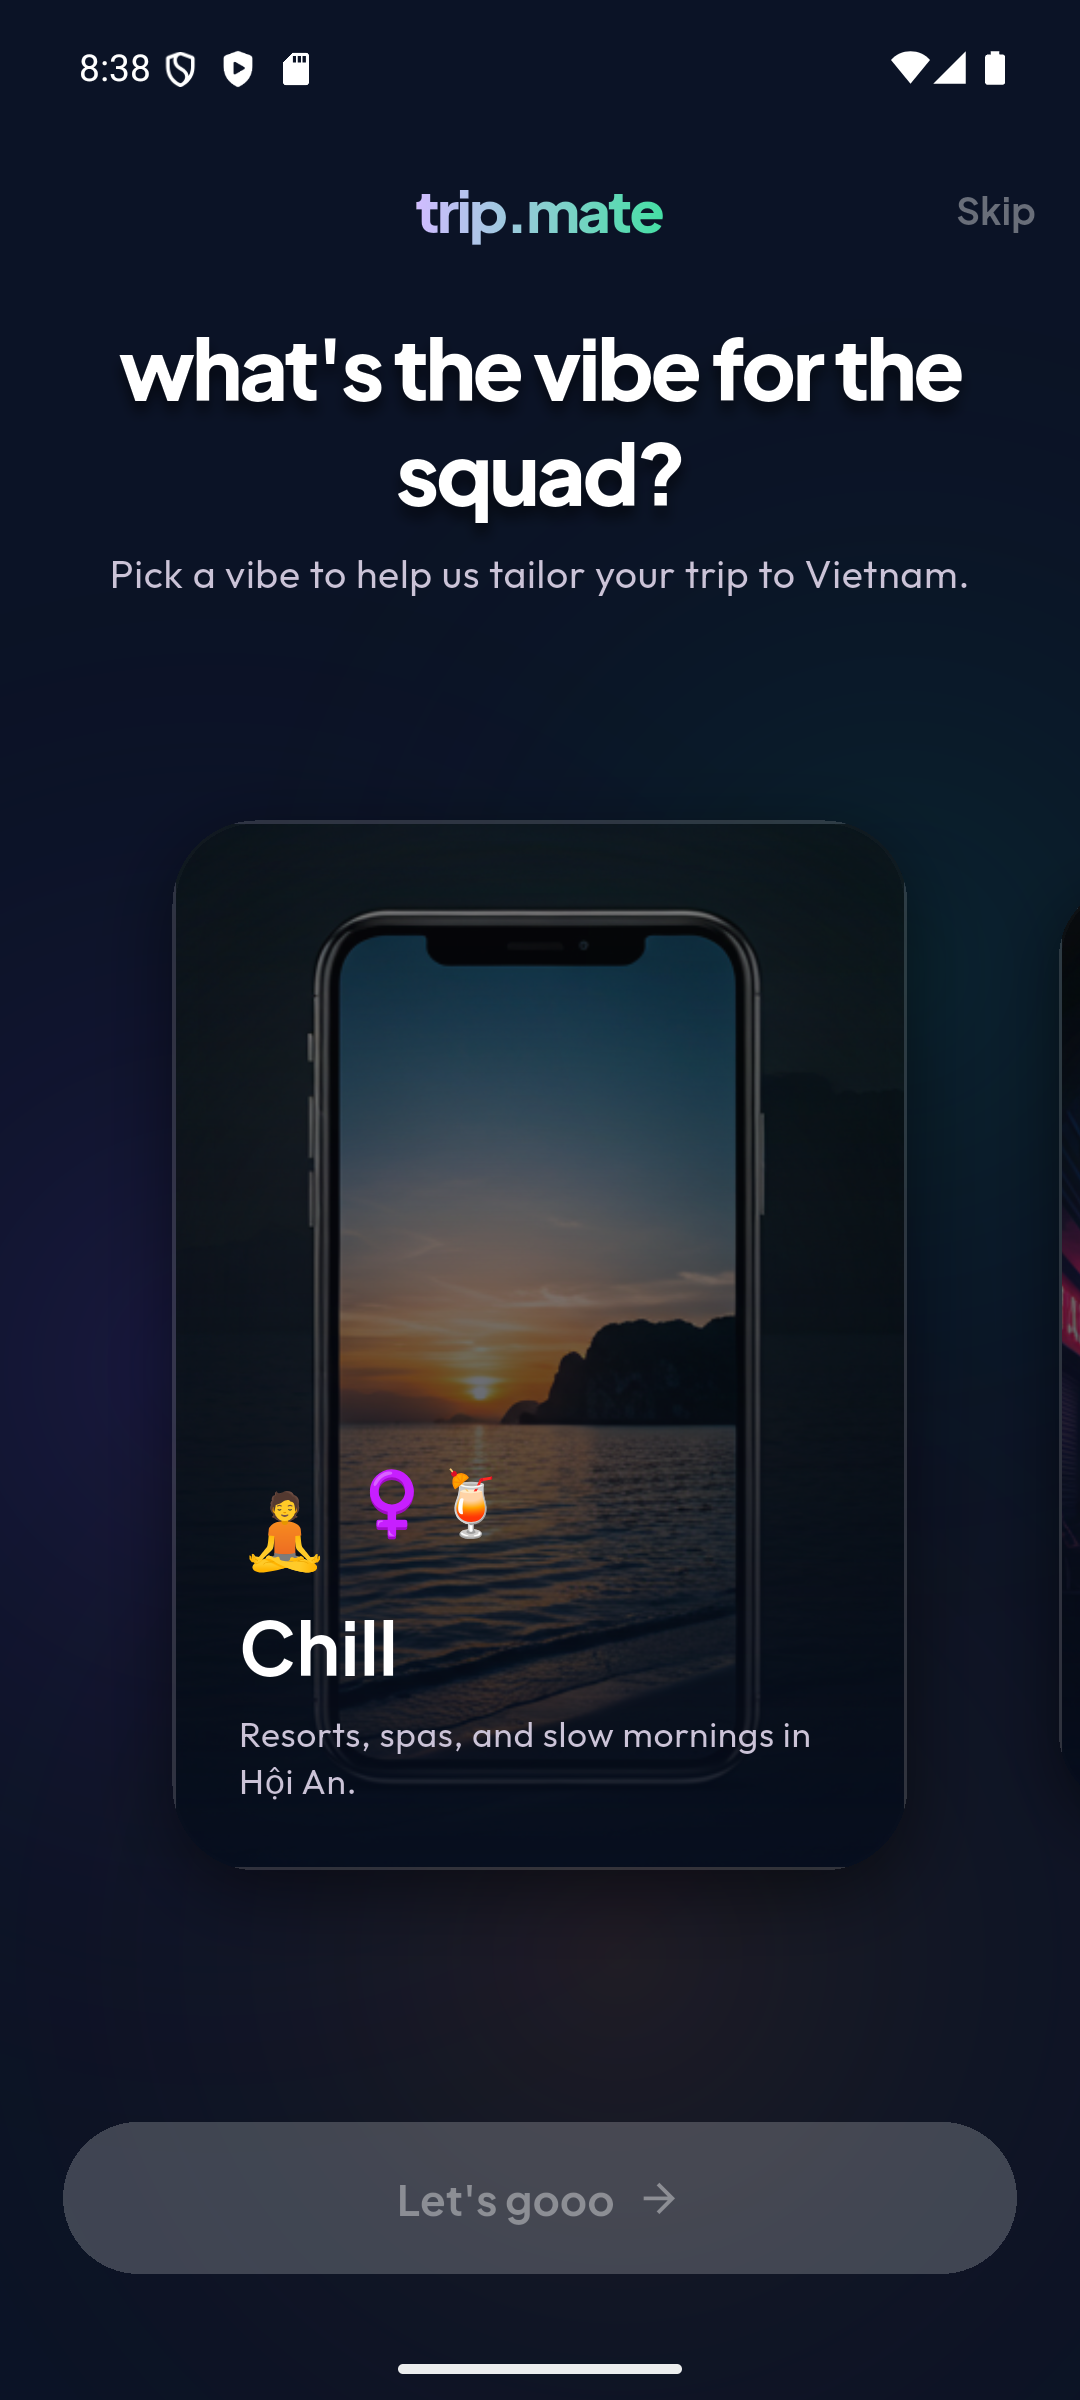 8:38
trip.mate
Skip
what's the vibe for the
squad?
Pick a vibe to help us tailor your trip to Vietnam.
Chill
Resorts, spas, and slow mornings in
Hội An.
Let's gooo →